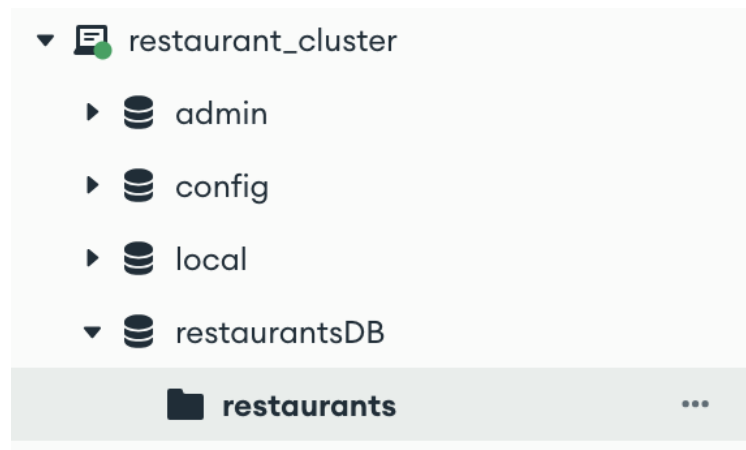 restaurant_cluster
admin
config
local
restaurantsDB
restaurants